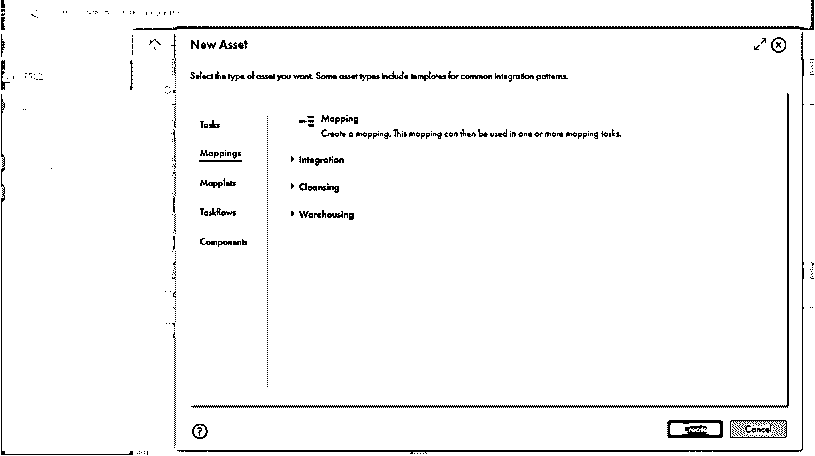 New Asset
Select the type of asset you want. Some asset types include templates for common integration patterns.
Tasks
Mappings
Mapplets
Taskflows
Components
Mapping
Create a mapping. This mapping can then be used in one or more mapping tasks.
Integration
Cleansing
Warehousing
?
Create
Cancel